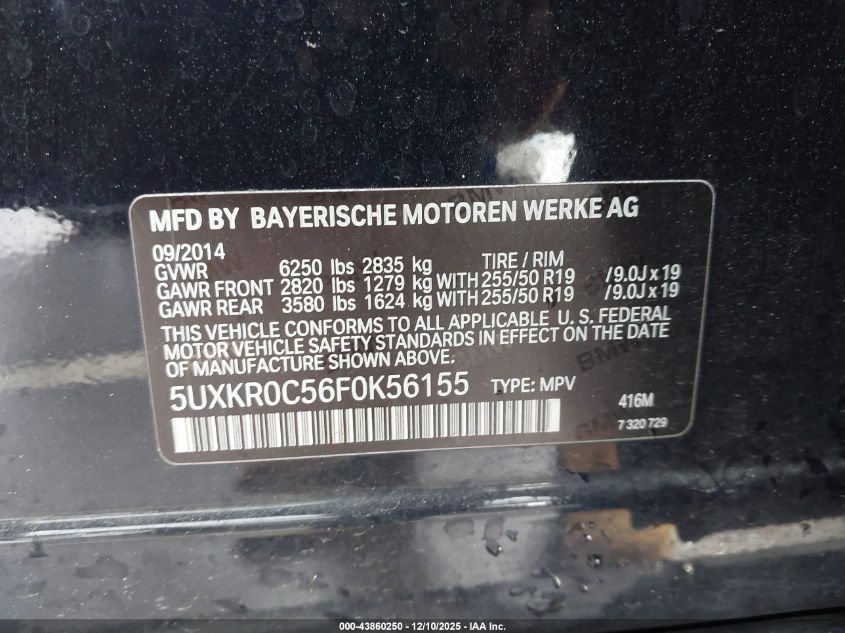 MFD BY BAYERISCHE MOTOREN WERKE AG
09/2014 TIRE / RIM
GVWR 6250 lbs 2835 kg
GAWR FRONT 2820 lbs 1279 kg WITH 255/50 R19 /9.0J x 19
GAWR REAR 3580 lbs 1624 kg WITH 255/50 R19 /9.0J x 19
THIS VEHICLE CONFORMS TO ALL APPLICABLE U. S. FEDERAL
MOTOR VEHICLE SAFETY STANDARDS IN EFFECT ON THE DATE
OF MANUFACTURE SHOWN ABOVE.
5UXKR0C56F0K56155 TYPE: MPV
416M
7 320 729
000-43860250 - 12/10/2025 - IAA Inc.